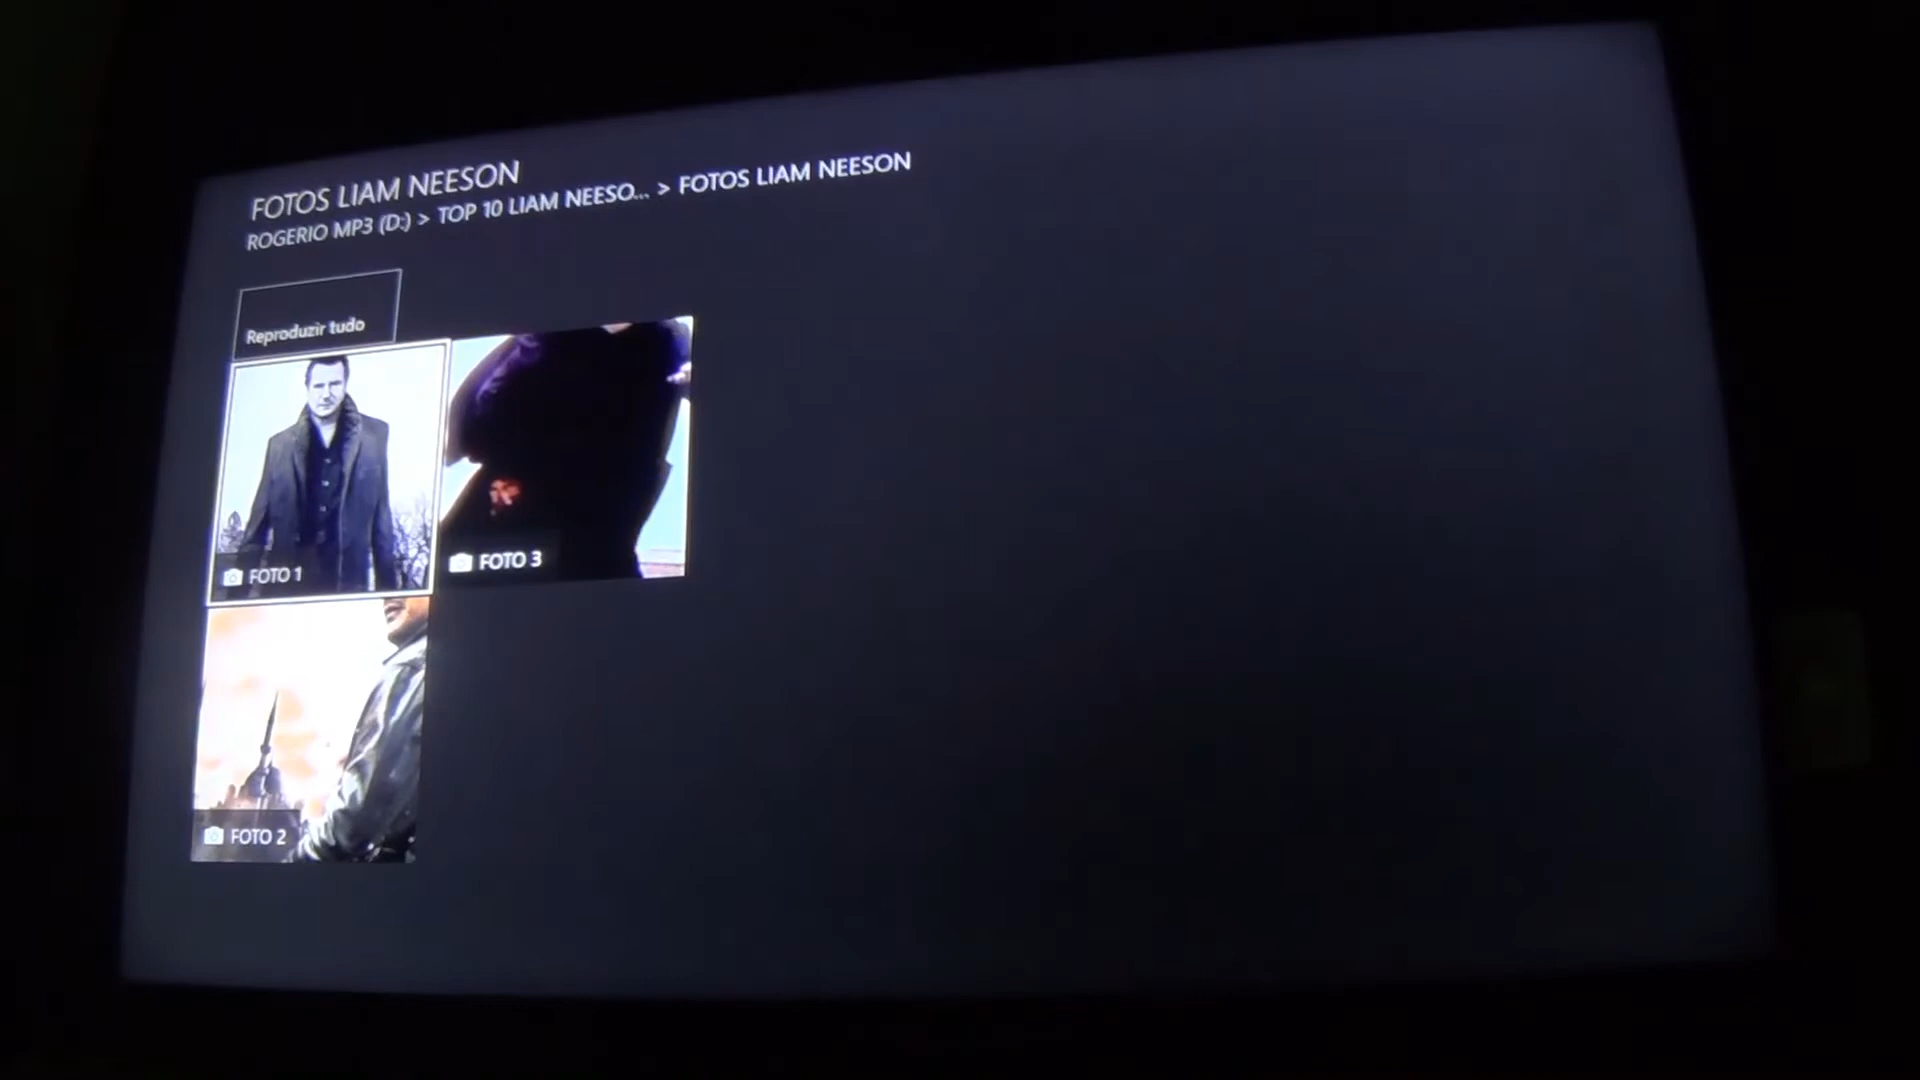 FOTOS LIAM NEESON
ROGERIO MP3 (D:) > TOP 10 LIAM NEESO... > FOTOS LIAM NEESON
Reproduzir tudo
FOTO 1
FOTO 3
FOTO 2